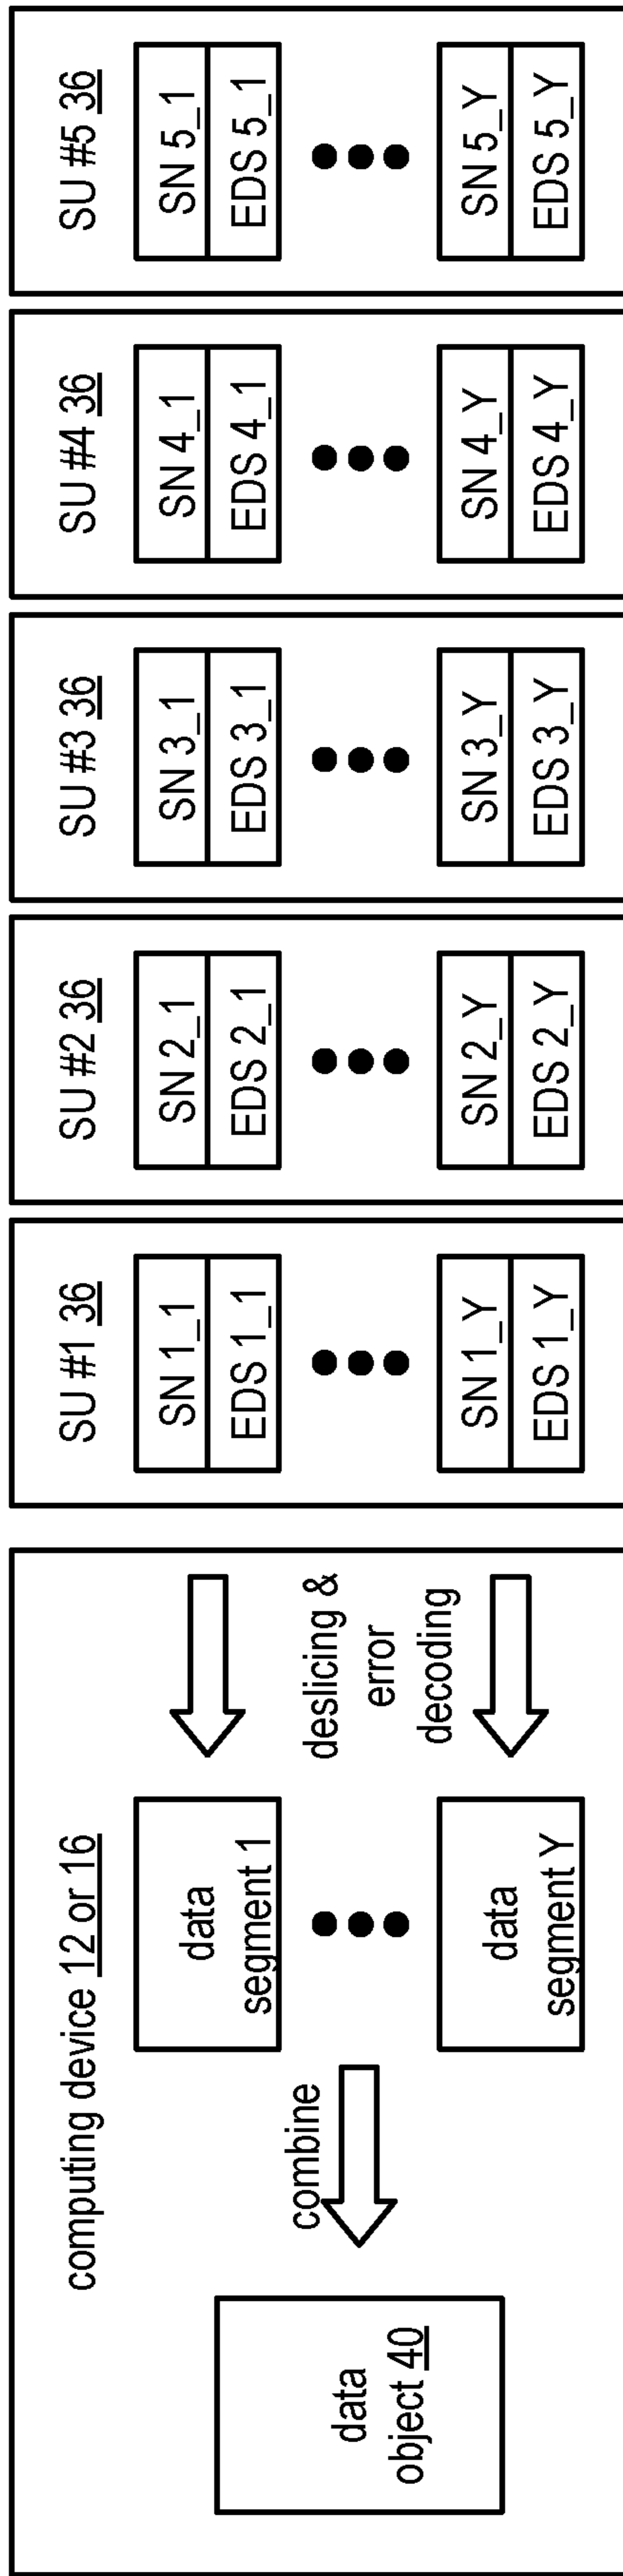 computing device 12 or 16
data
object 40
combine
data
segment 1
data
segment Y
deslicing &
error
decoding
SU #1 36
SN 1_1
EDS 1_1
SN 1_Y
EDS 1_Y
SU #2 36
SN 2_1
EDS 2_1
SN 2_Y
EDS 2_Y
SU #3 36
SN 3_1
EDS 3_1
SN 3_Y
EDS 3_Y
SU #4 36
SN 4_1
EDS 4_1
SN 4_Y
EDS 4_Y
SU #5 36
SN 5_1
EDS 5_1
SN 5_Y
EDS 5_Y